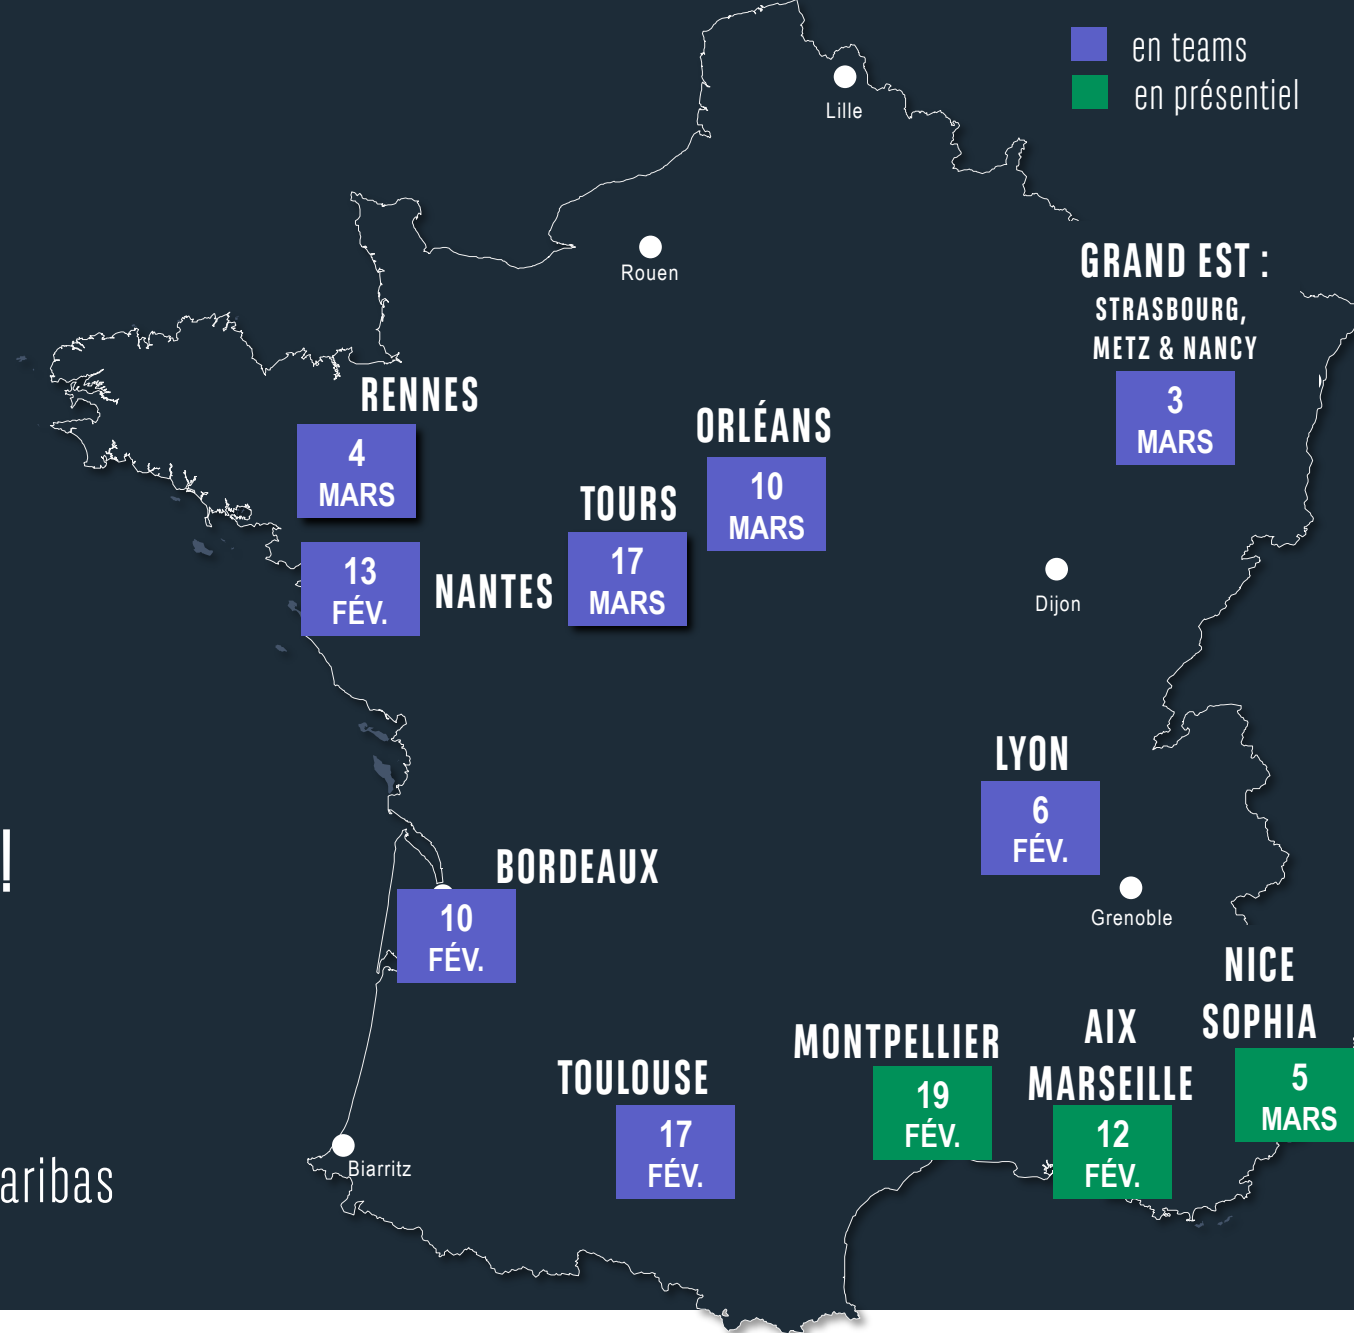 en teams
en présentiel
Lille
Rouen
GRAND EST :
STRASBOURG,
METZ & NANCY
3
MARS
RENNES
4
MARS
ORLÉANS
10
MARS
TOURS
17
MARS
13
FÉV.
NANTES
Dijon
LYON
6
FÉV.
!
BORDEAUX
10
FÉV.
Grenoble
NICE
SOPHIA
5
MARS
AIX
MARSEILLE
12
FÉV.
MONTPELLIER
19
FÉV.
TOULOUSE
17
FÉV.
Biarritz
aribas